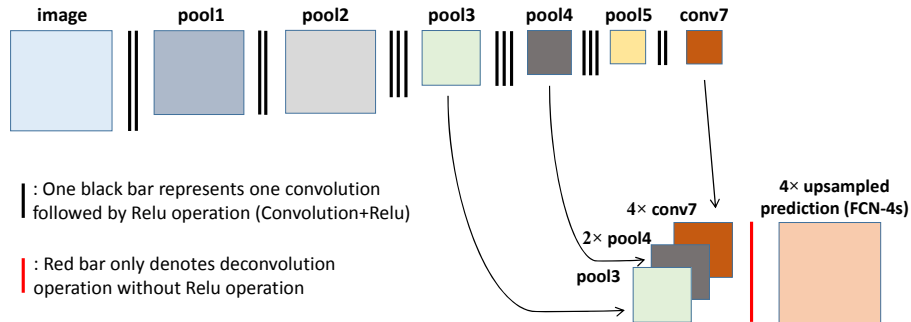 image pool1 pool2 pool3 pool4 pool5 conv7
: One black bar represents one convolution
followed by Relu operation (Convolution+Relu)
: Red bar only denotes deconvolution
operation without Relu operation
4× conv7
2× pool4
pool3
4× upsampled
prediction (FCN-4s)